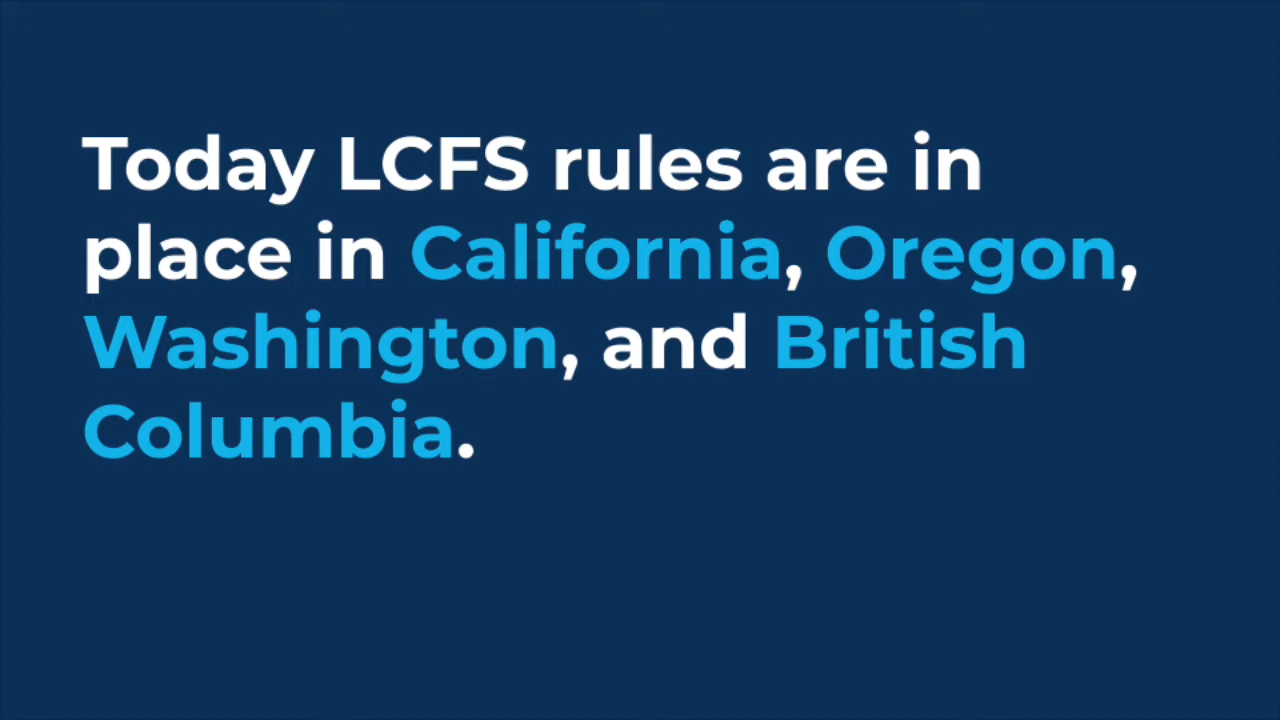 Today LCFS rules are in
place in California, Oregon,
Washington, and British
Columbia.